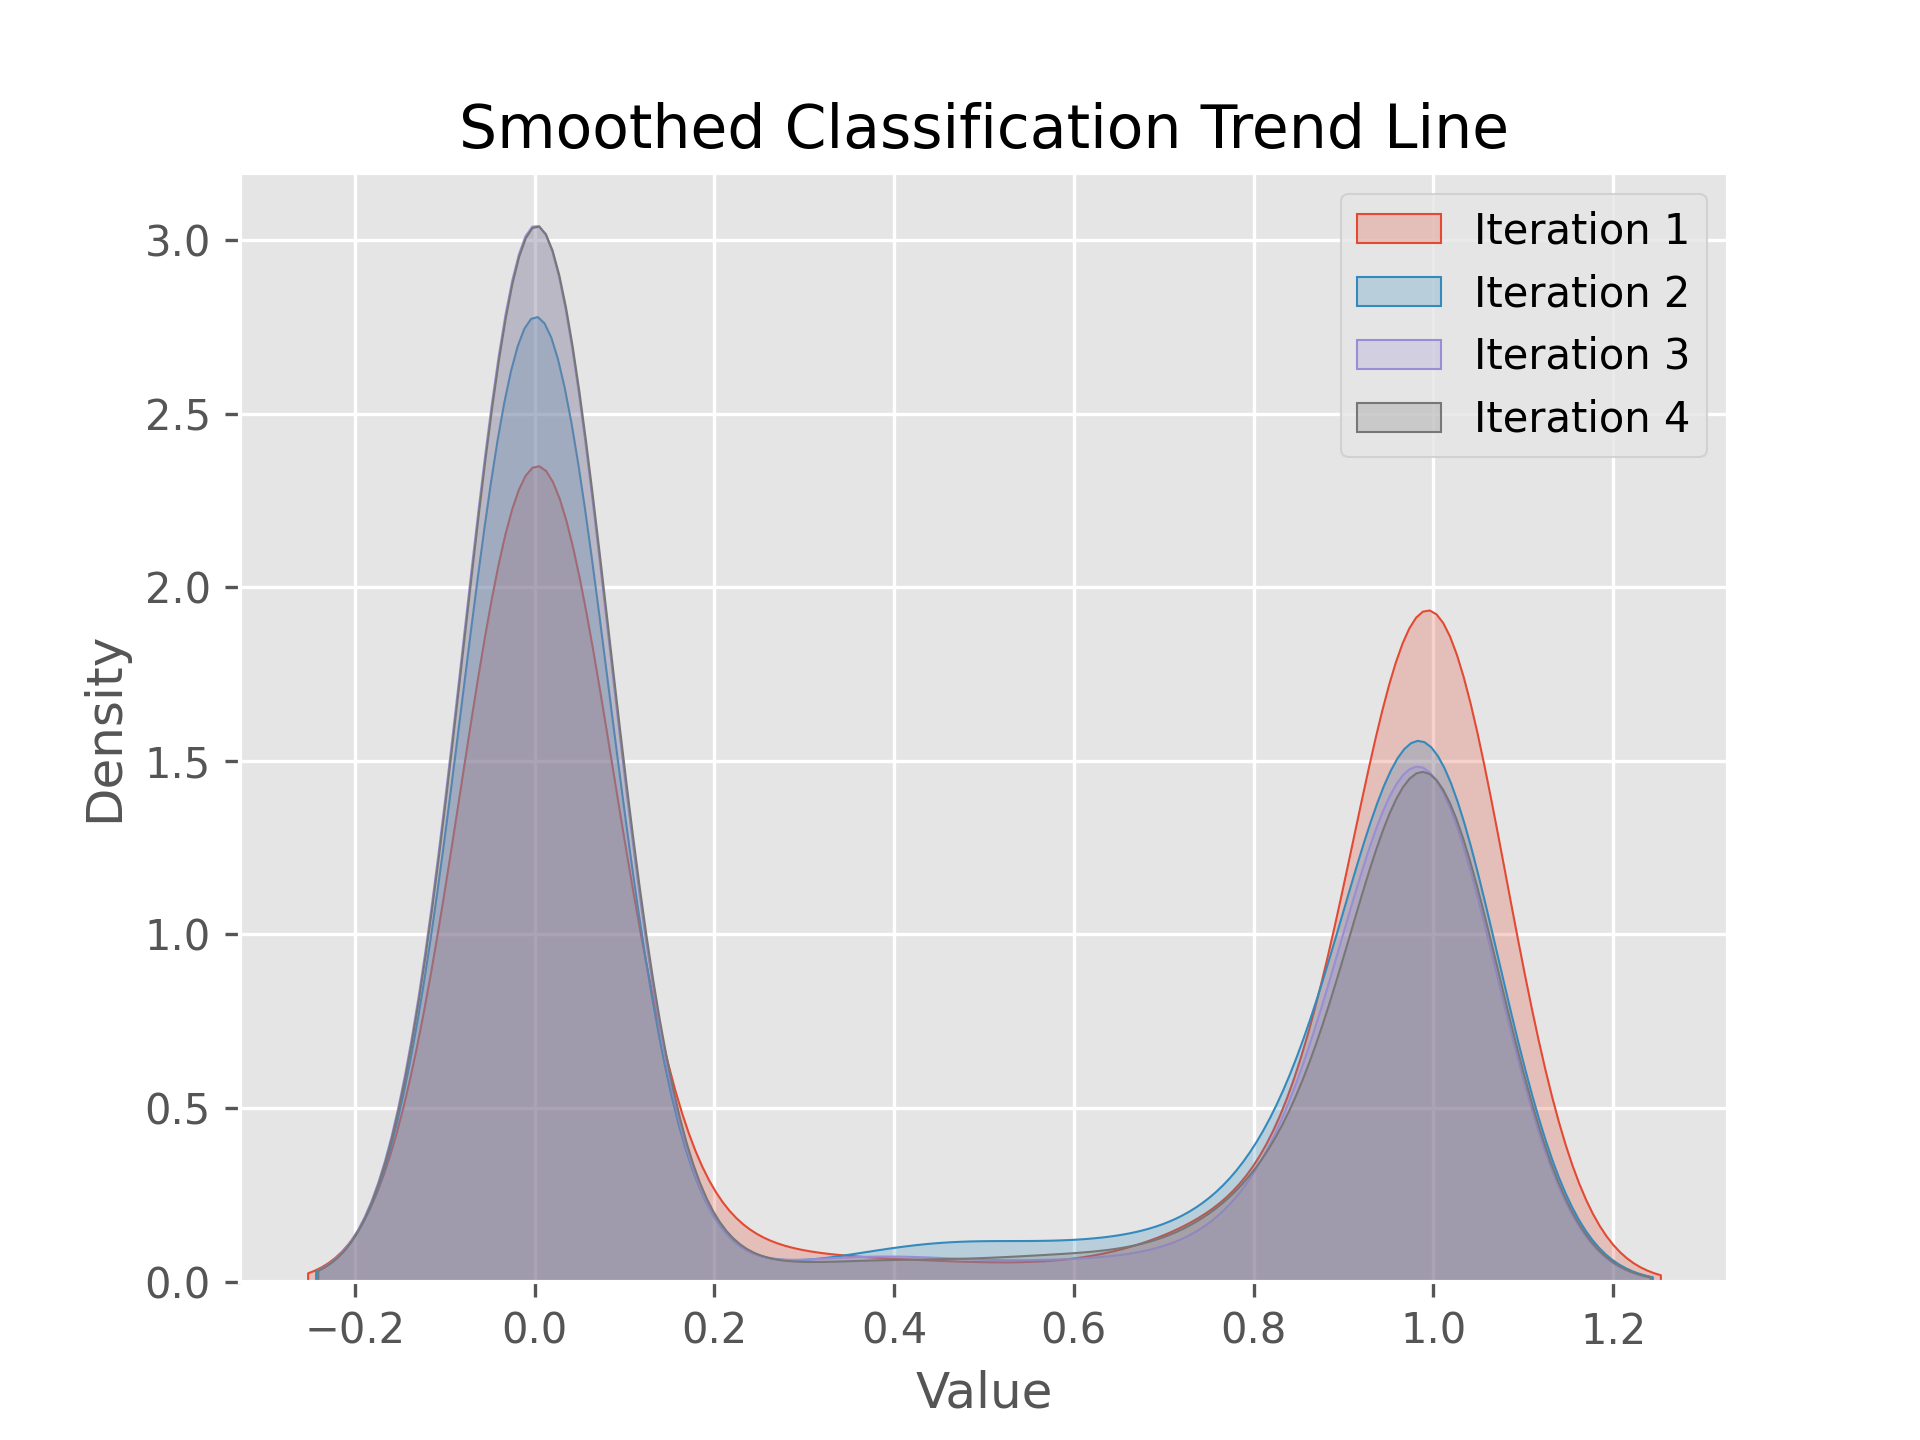 Smoothed Classification Trend Line
Iteration 1
Iteration 2
Iteration 3
Iteration 4
3.0
2.5
2.0
1.5
1.0
0.5
0.0
Density
−0.2 0.0 0.2 0.4 0.6 0.8 1.0 1.2
Value